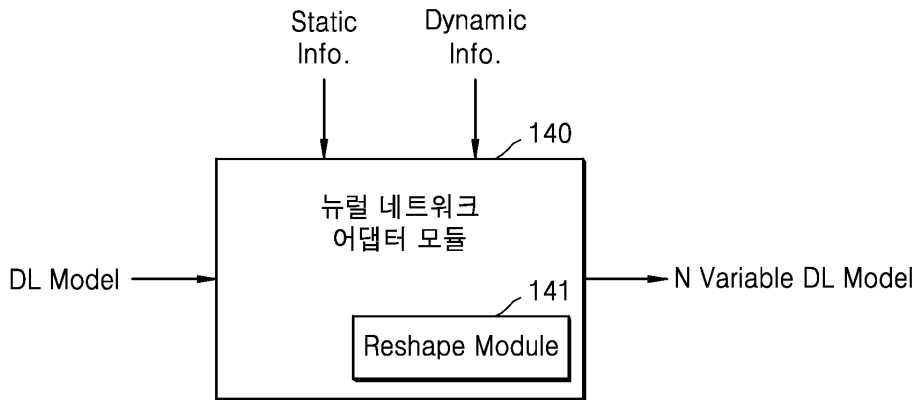 Static
Info.
Dynamic
Info.
140
뉴럴 네트워크
어댑터 모듈
DL Model
N Variable DL Model
141
Reshape Module